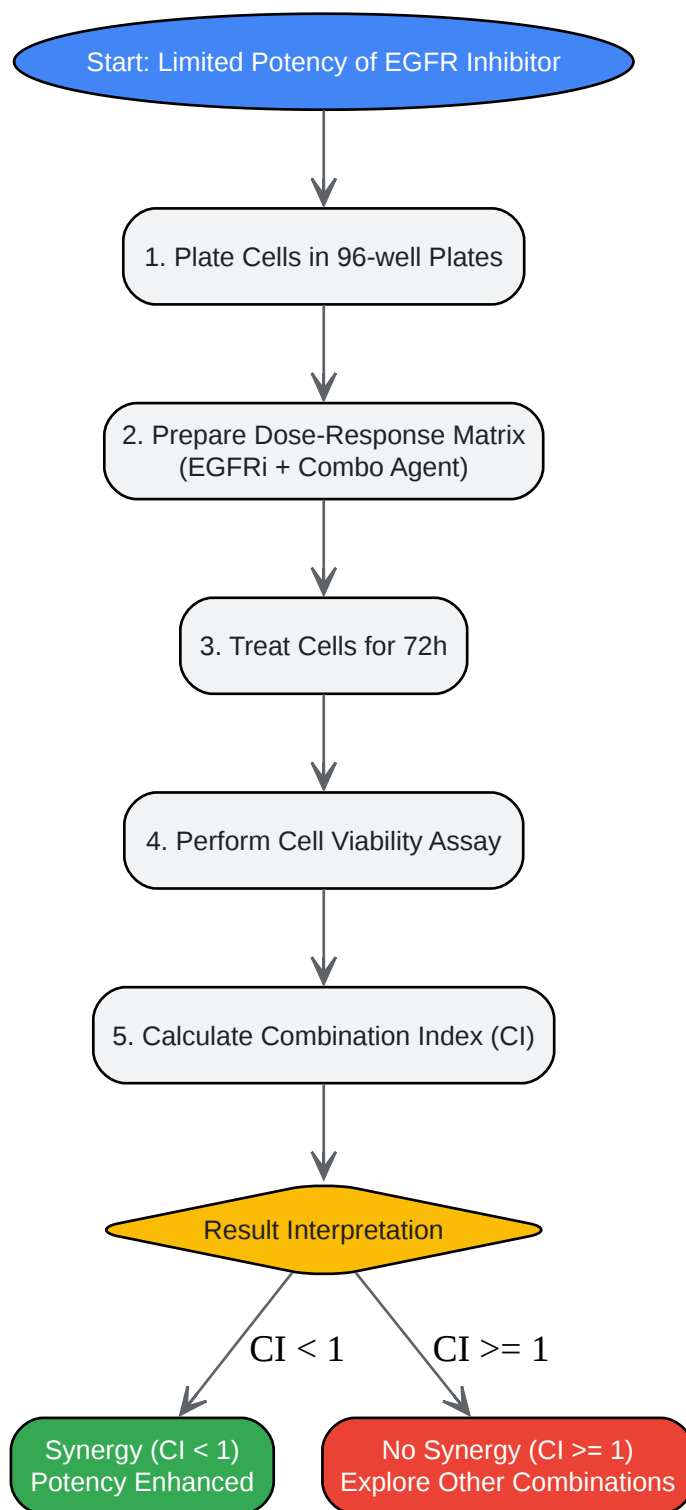 Start: Limited Potency of EGFR Inhibitor
1. Plate Cells in 96-well Plates
2. Prepare Dose-Response Matrix
(EGFRi + Combo Agent)
3. Treat Cells for 72h
4. Perform Cell Viability Assay
5. Calculate Combination Index (CI)
Result Interpretation
CI < 1
CI >= 1
Synergy (CI < 1)
Potency Enhanced
No Synergy (CI >= 1)
Explore Other Combinations